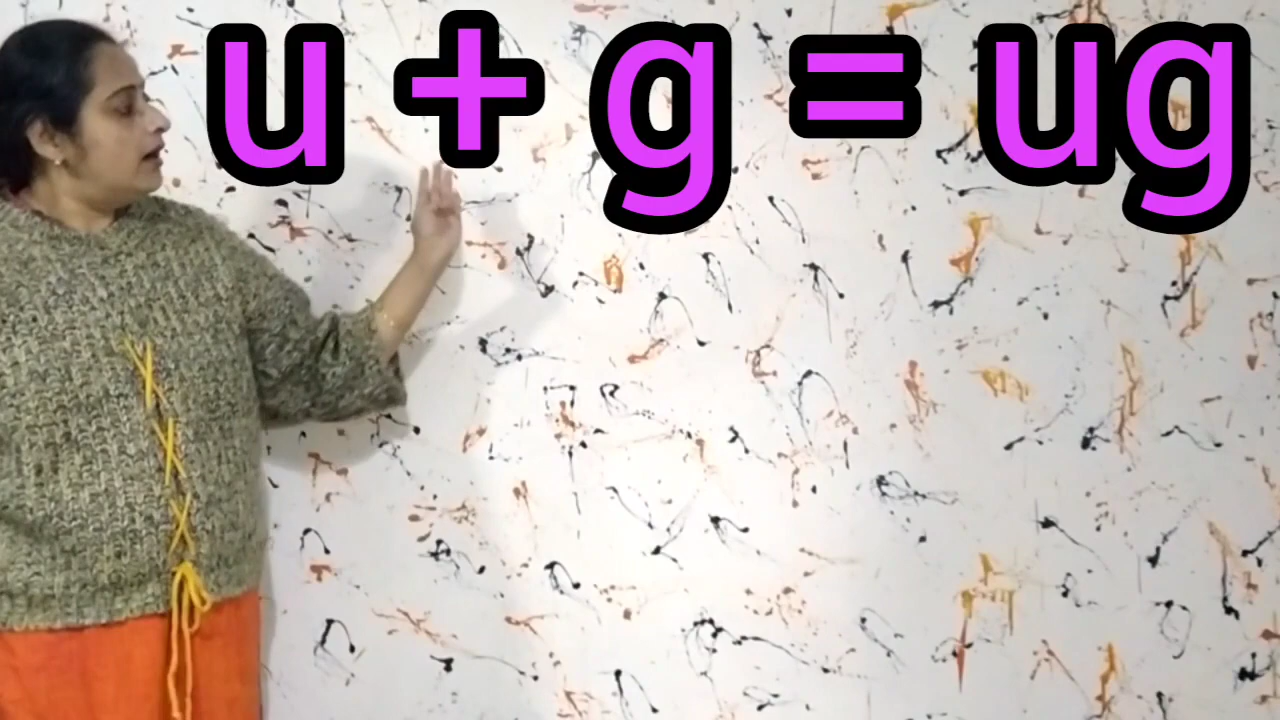 u + g = ug